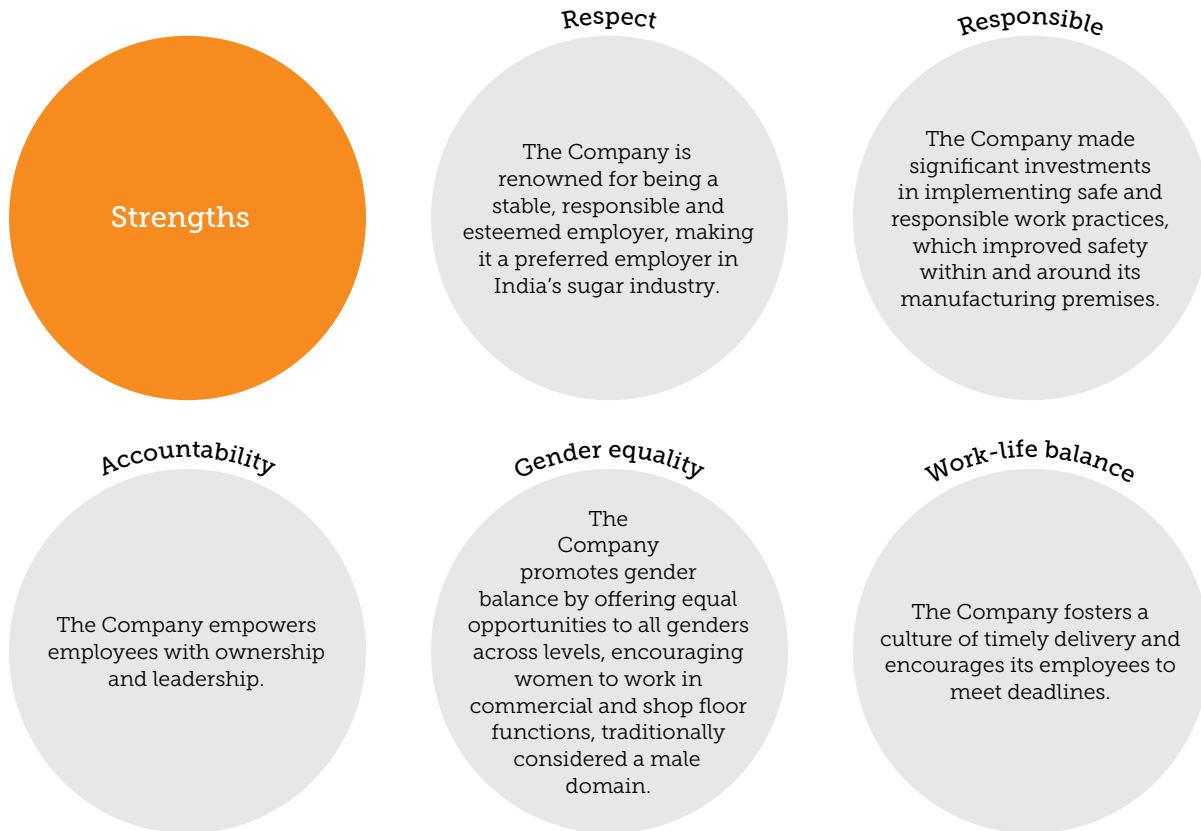 Strengths
Respect
The Company is
renowned for being a
stable, responsible and
esteemed employer, making
it a preferred employer in
India’s sugar industry.
Responsible
The Company made
significant investments
in implementing safe and
responsible work practices,
which improved safety
within and around its
manufacturing premises.
Accountability
The Company empowers
employees with ownership
and leadership.
Gender equality
The
Company
promotes gender
balance by offering equal
opportunities to all genders
across levels, encouraging
women to work in
commercial and shop floor
functions, traditionally
considered a male
domain.
Work-life balance
The Company fosters a
culture of timely delivery and
encourages its employees to
meet deadlines.